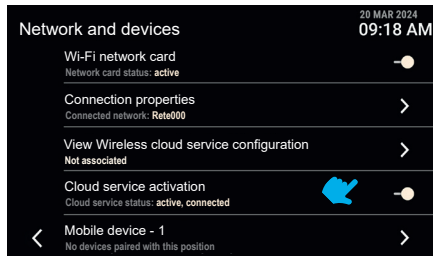 20 MAR 2024
Network and devices 09:18 AM
Wi-Fi network card
Network card status: active
Connection properties
Connected network: Rete000
View Wireless cloud service configuration
Not associated
Cloud service activation
Cloud service status: active, connected
Mobile device - 1
No devices paired with this position